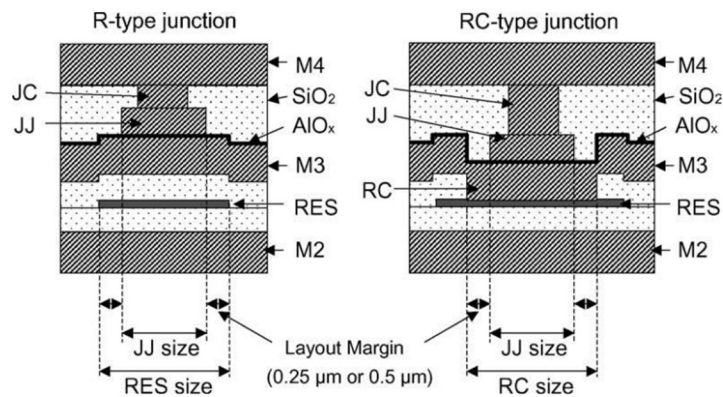 R-type junction
RC-type junction
M4
JC
SiO₂
JJ
AlOₓ
M3
RES
M2
JJ size
RES size
Layout Margin
(0.25 µm or 0.5 µm)
M4
JC
SiO₂
JJ
AlOₓ
M3
RC
RES
M2
JJ size
RC size